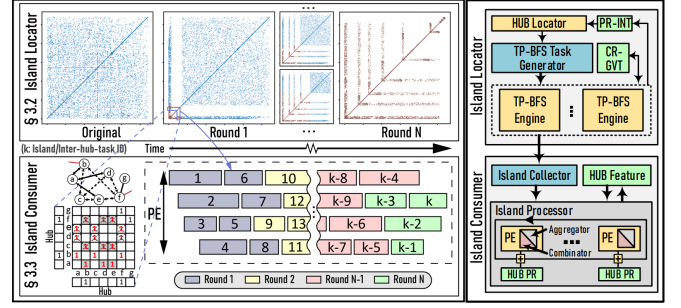 § 3.2 Island Locator
Original
Round 1
Round N
(k: Island/Inter-hub-task_ID)
Time
§ 3.3 Island Consumer
b
a
d
g
c
e
f
Hub
g
f
e
d
c
b
a
a b c d e f g
Hub
PE
1 6 10 k-8 k-4
2 7 12 k-9 k-3 k
3 5 9 13 k-6 k-2
4 8 11 k-7 k-5 k-1
Round 1
Round 2
Round N-1
Round N
Island Locator
HUB Locator
PR-INT
TP-BFS Task
Generator
CR-
GVT
TP-BFS
Engine
TP-BFS
Engine
Island Consumer
Island Collector
HUB Feature
Island Processor
PE
Aggregator
Combinator
PE
HUB PR
HUB PR